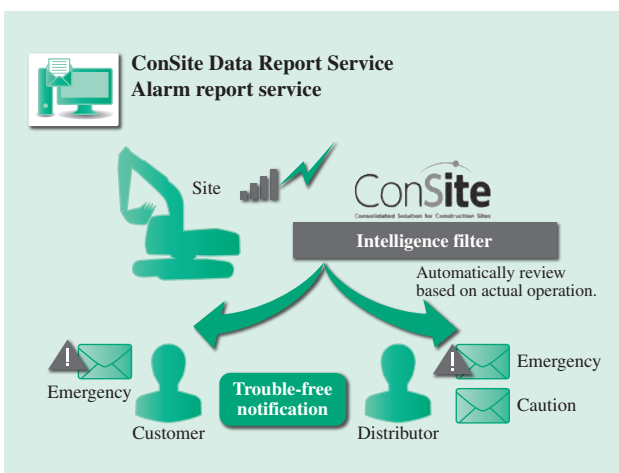 ConSite Data Report Service
Alarm report service
Site
ConSite
Consolidated Solution for Construction Sites
Intelligence filter
Automatically review
based on actual operation.
Emergency
Customer
Trouble-free
notification
Distributor
Emergency
Caution